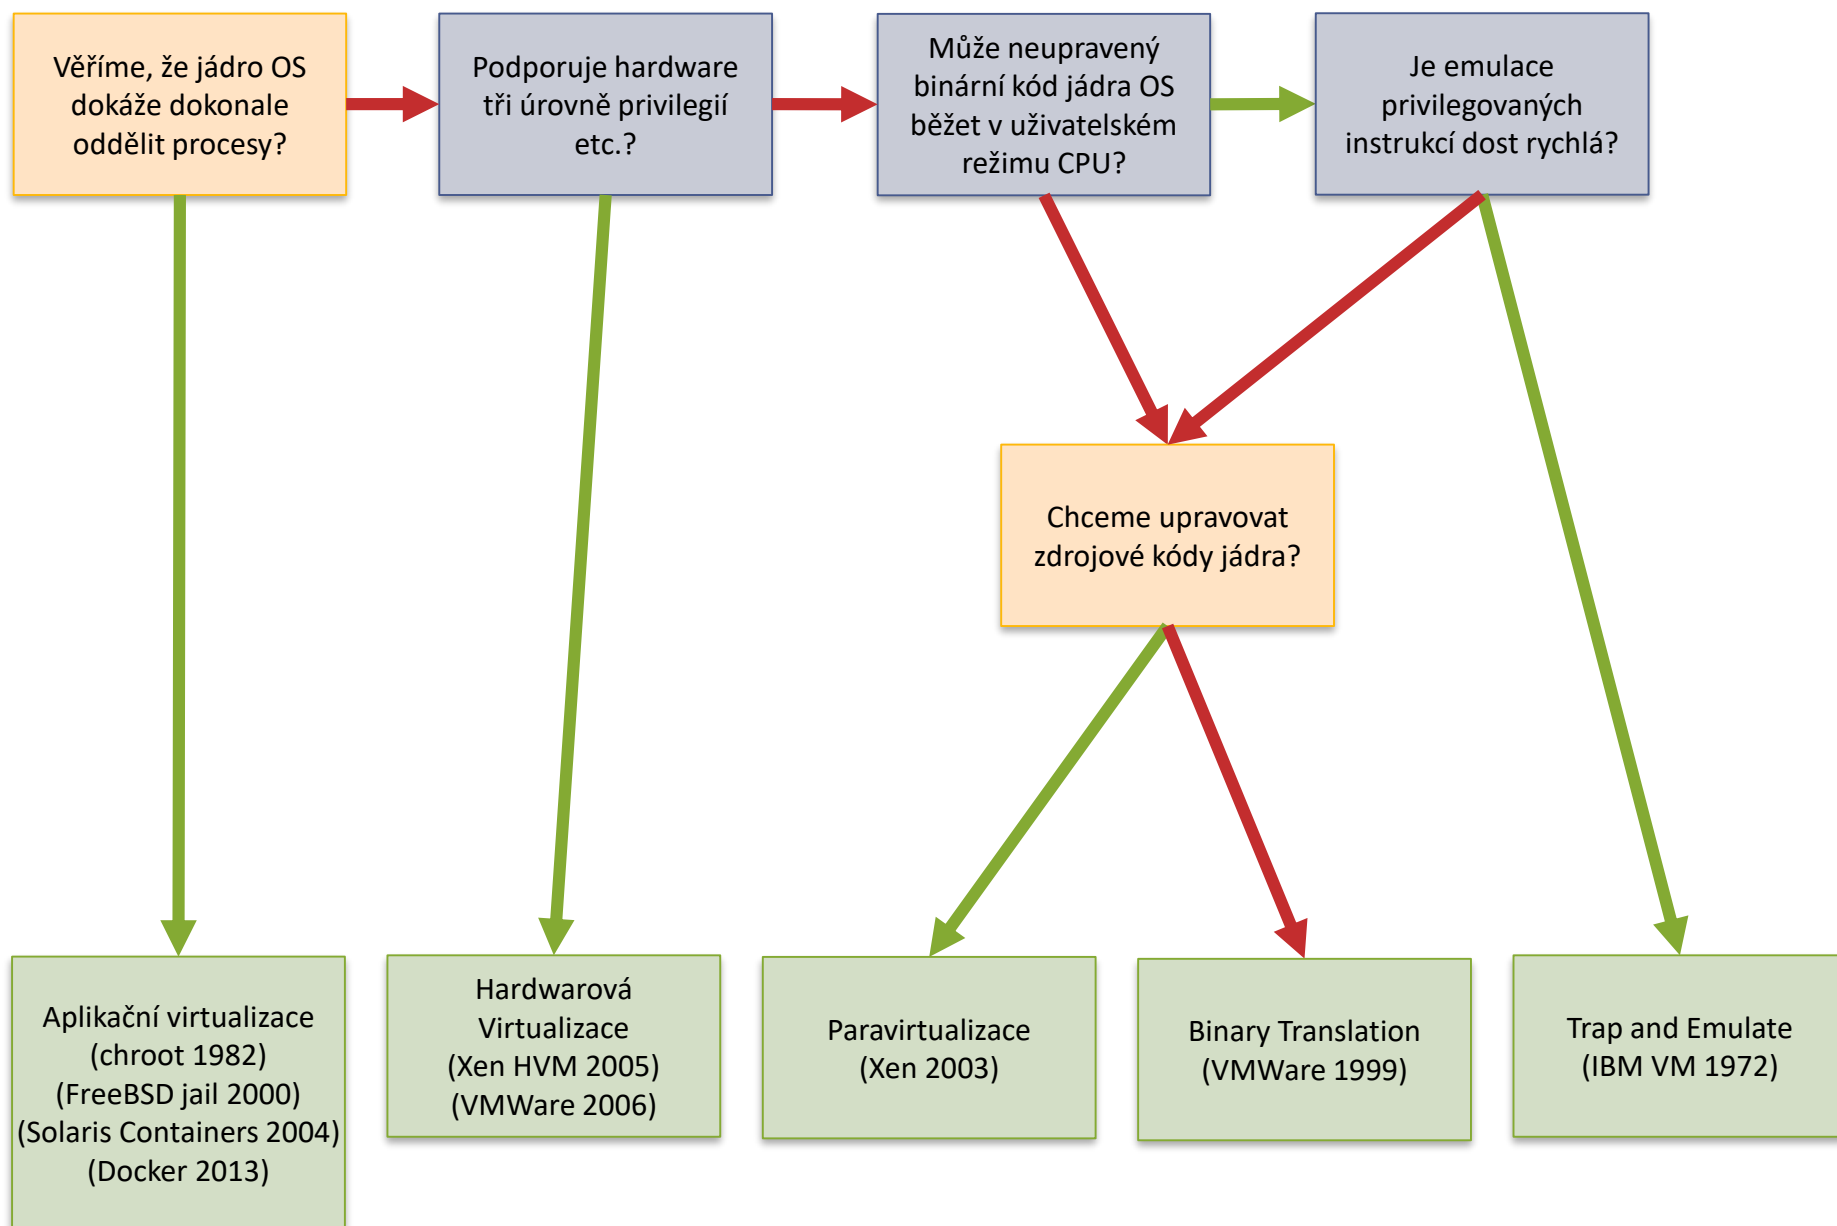 Věříme, že jádro OS
dokáže dokonale
oddělit procesy?
Podporuje hardware
tři úrovně privilegií
etc.?
Může neupravený
binární kód jádra OS
běžet v uživatelském
režimu CPU?
Je emulace
privilegovaných
instrukcí dost rychlá?
Chceme upravovat
zdrojové kódy jádra?
Aplikační virtualizace
(chroot 1982)
(FreeBSD jail 2000)
(Solaris Containers 2004)
(Docker 2013)
Hardwarová
Virtualizace
(Xen HVM 2005)
(VMWare 2006)
Paravirtualizace
(Xen 2003)
Binary Translation
(VMWare 1999)
Trap and Emulate
(IBM VM 1972)